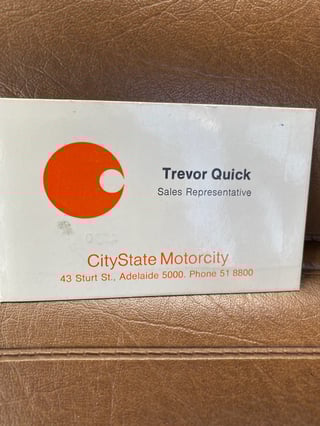 Trevor Quick
Sales Representative
CityState Motorcity
43 Sturt St., Adelaide 5000. Phone 51 8800